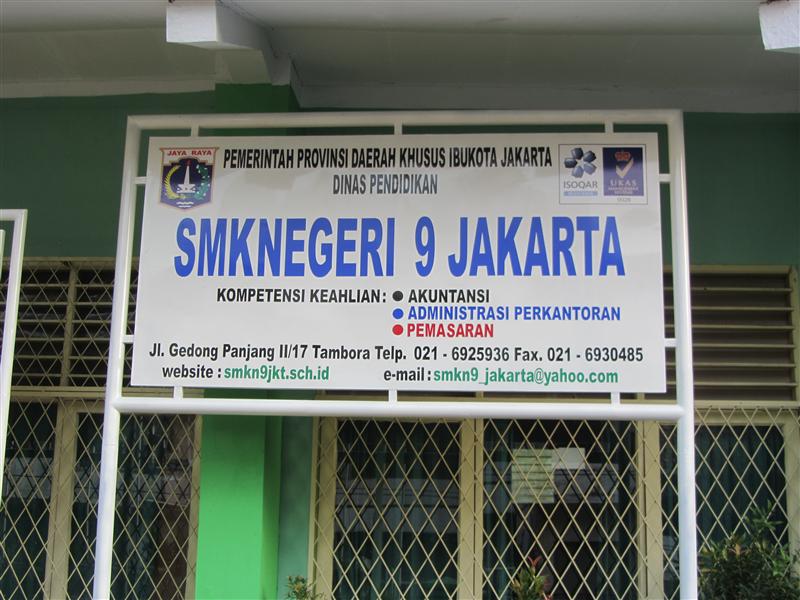 JAYA RAYA
PEMERINTAH PROVINSI DAERAH KHUSUS IBUKOTA JAKARTA
DINAS PENDIDIKAN
ISOQAR
UKAS
MANAGEMENT
SYSTEMS
SMKNEGERI 9 JAKARTA
KOMPETENSI KEAHLIAN: ● AKUNTANSI
● ADMINISTRASI PERKANTORAN
● PEMASARAN
Jl. Gedong Panjang II/17 Tambora Telp. 021 - 6925936 Fax. 021 - 6930485
website : smkn9jkt.sch.id e-mail : smkn9_jakarta@yahoo.com